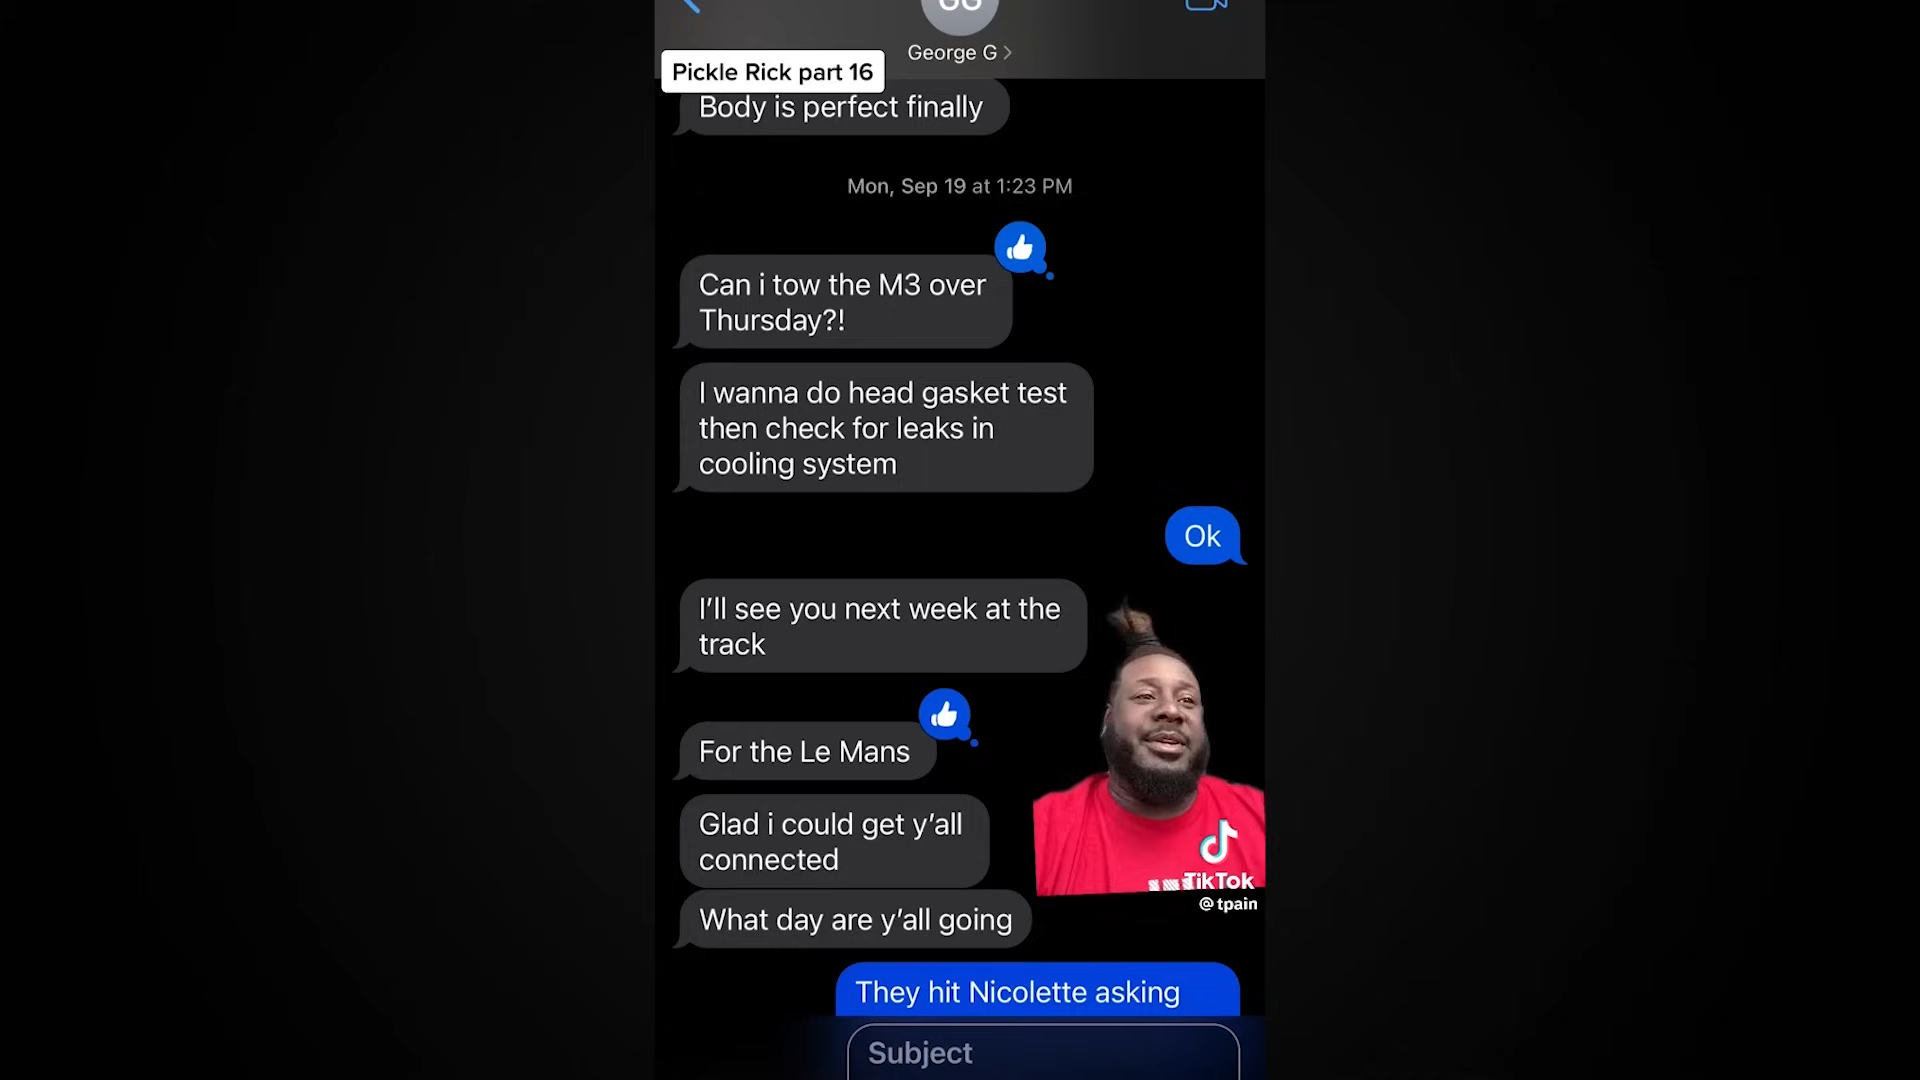 GG
George G
Pickle Rick part 16
Body is perfect finally
Mon, Sep 19 at 1:23 PM
Can i tow the M3 over
Thursday?!
I wanna do head gasket test
then check for leaks in
cooling system
Ok
I'll see you next week at the
track
For the Le Mans
Glad i could get y'all
connected
What day are y'all going
TikTok
@tpain
They hit Nicolette asking
Subject